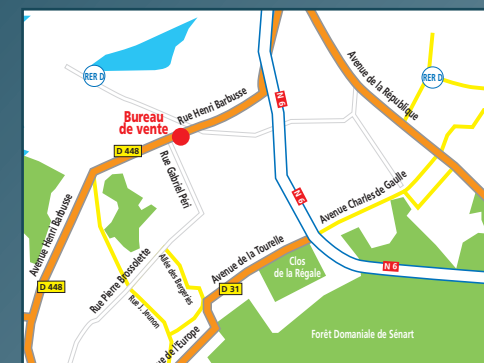 RER D
Rue Henri Barbusse
N 6
Avenue de la République
RER D
Bureau
de vente
D 448
Rue Gabriel Péri
N 6
Avenue Charles de Gaulle
Avenue Henri Barbusse
D 448
Rue Pierre Brossolette
Allée des Bergeries
Rue J. Jeunon
Avenue de la Tourelle
D 31
Clos
de la Régale
N 6
Forêt Domaniale de Sénart
de l'Europe